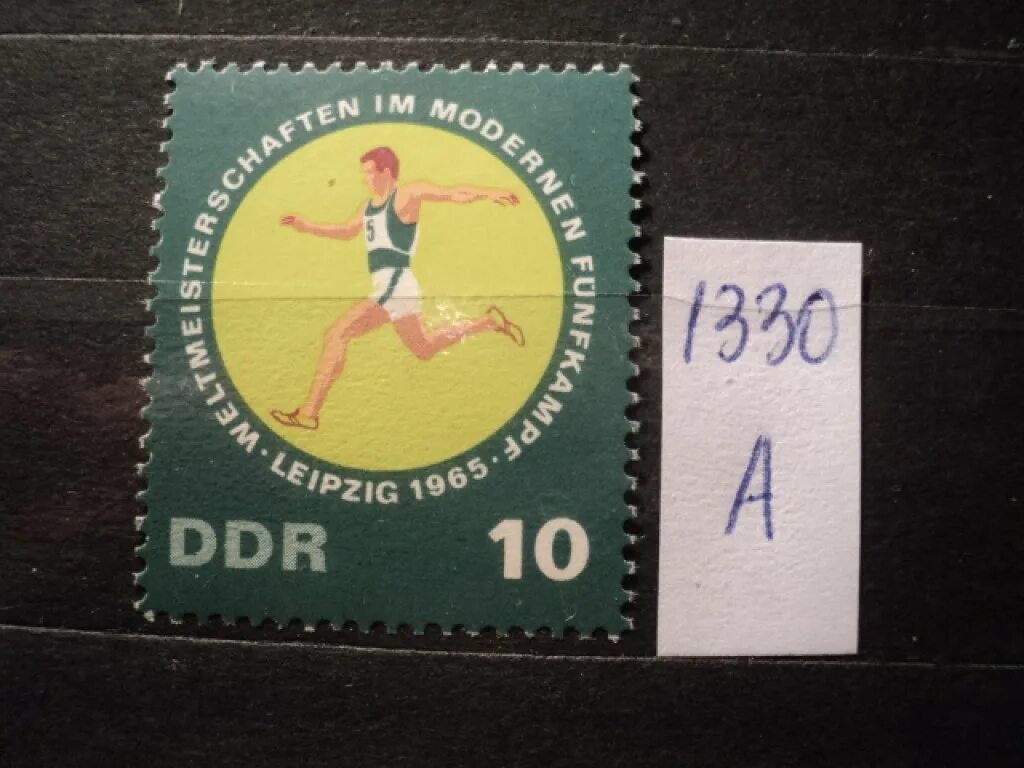 WELTMEISTERSCHAFTEN IM MODERNEN FÜNFKAMPF · LEIPZIG 1965 ·
5
DDR 10
1330
A